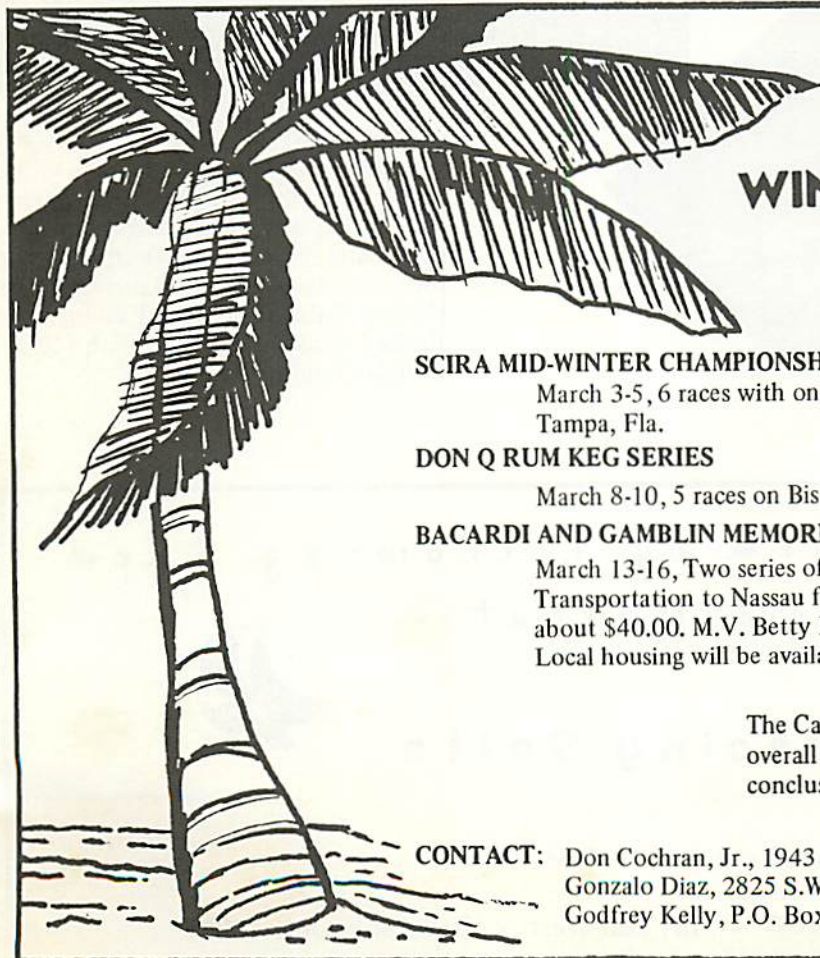 WIN
SCIRA MID-WINTER CHAMPIONSH
March 3-5, 6 races with on
Tampa, Fla.
DON Q RUM KEG SERIES
March 8-10, 5 races on Bis
BACARDI AND GAMBLIN MEMORI
March 13-16, Two series of
Transportation to Nassau f
about $40.00. M.V. Betty
Local housing will be availa
The Ca
overall
conclus
CONTACT: Don Cochran, Jr., 1943
Gonzalo Diaz, 2825 S.W
Godfrey Kelly, P.O. Box